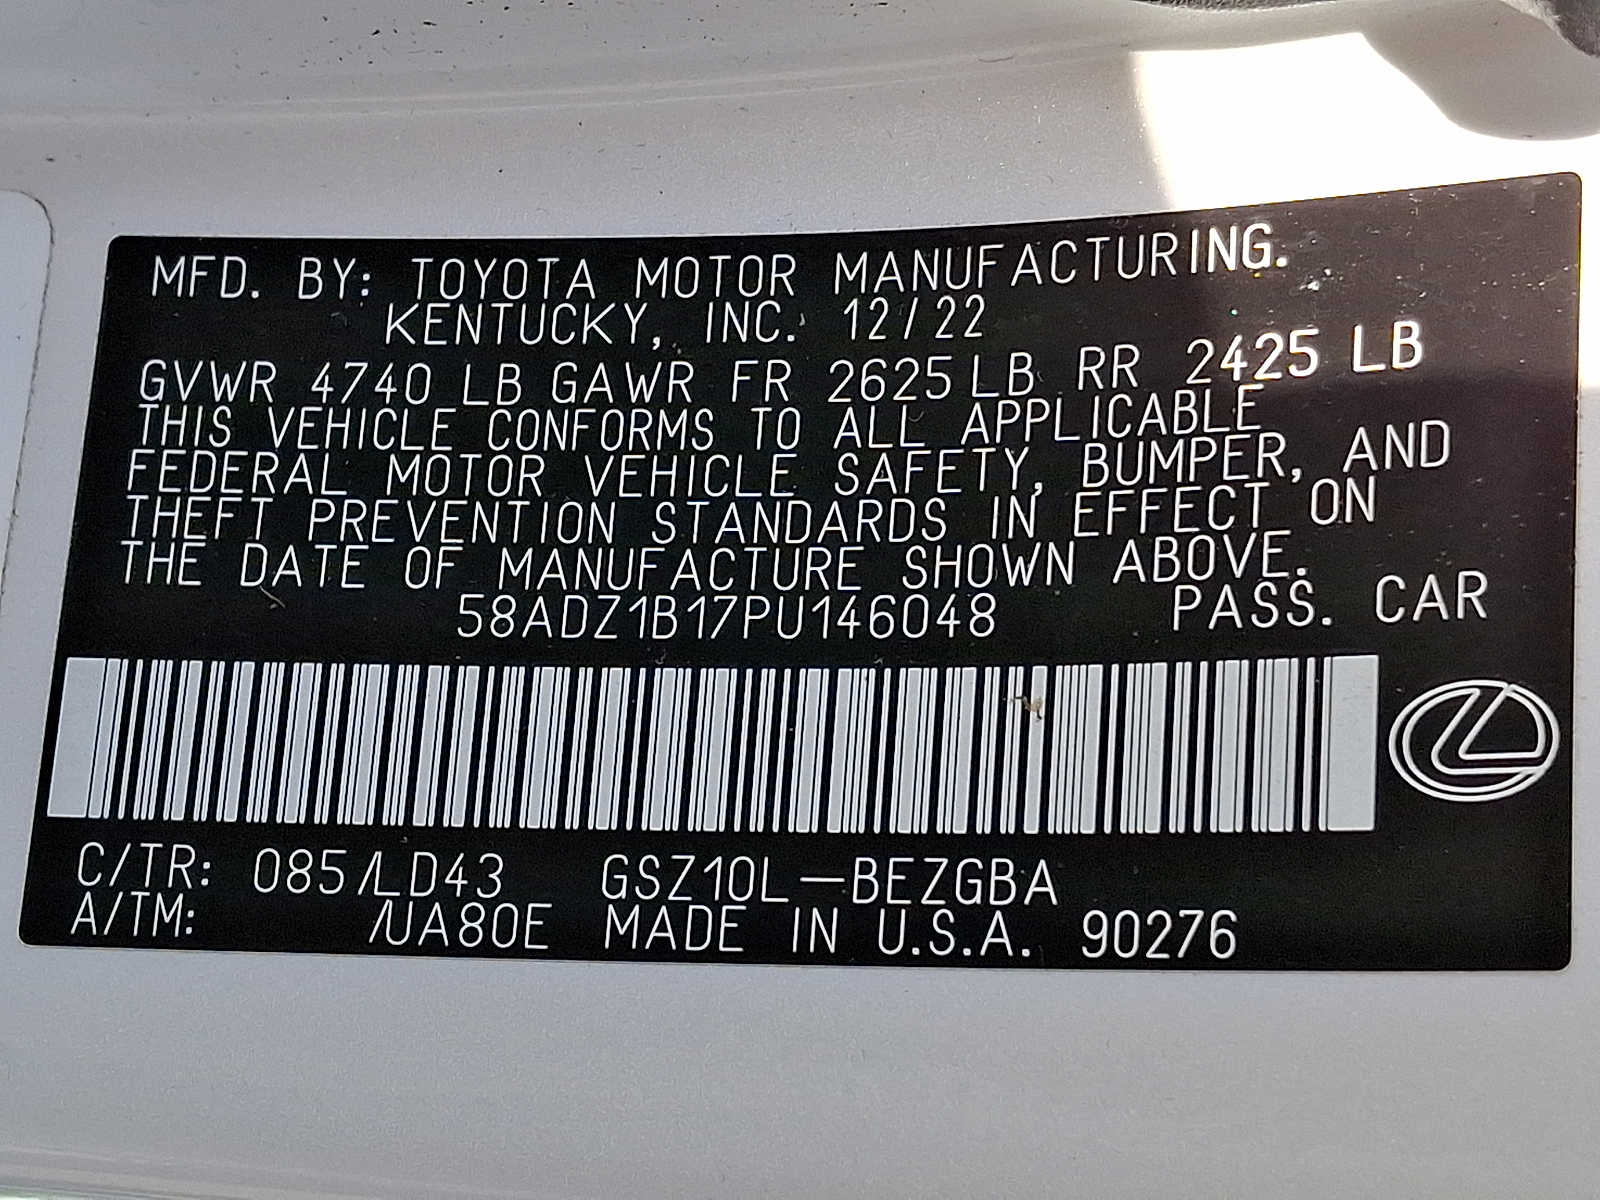 MFD. BY: TOYOTA MOTOR MANUFACTURING.
KENTUCKY, INC. 12/22
GVWR 4740 LB GAWR FR 2625 LB RR 2425 LB
THIS VEHICLE CONFORMS TO ALL APPLICABLE
FEDERAL MOTOR VEHICLE SAFETY, BUMPER, AND
THEFT PREVENTION STANDARDS IN EFFECT ON
THE DATE OF MANUFACTURE SHOWN ABOVE.
58ADZ1B17PU146048 PASS. CAR
C/TR: 085/LD43 GSZ10L-BEZGBA
A/TM: /UA80E MADE IN U.S.A. 90276